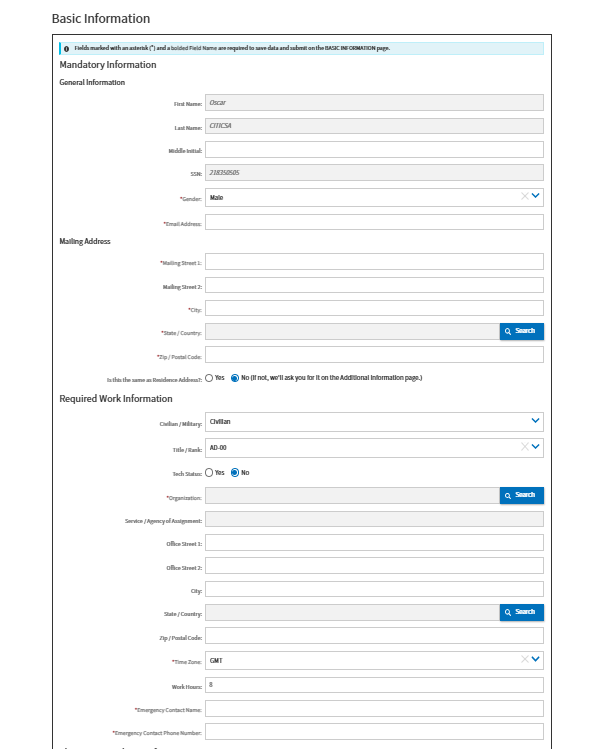 Basic Information
Fields marked with an asterisk (*) and a bolded Field Name are required to save data and submit on the BASIC INFORMATION page.
Mandatory Information
General Information
First Name: Oscar
Last Name: CITICSA
Middle Initial:
SSN: 218350505
*Gender: Male
*Email Address:
Mailing Address
*Mailing Street 1:
Mailing Street 2:
*City:
*State / Country: Search
*Zip / Postal Code:
Is this the same as Residence Address?: Yes No (If not, we'll ask you for it on the Additional Information page.)
Required Work Information
Civilian / Military: Civilian
Title / Rank: AD-00
Tech Status: Yes No
*Organization: Search
Service / Agency of Assignment:
Office Street 1:
Office Street 2:
City:
State / Country: Search
Zip / Postal Code:
*Time Zone: GMT
Work Hours: 8
*Emergency Contact Name:
*Emergency Contact Phone Number: